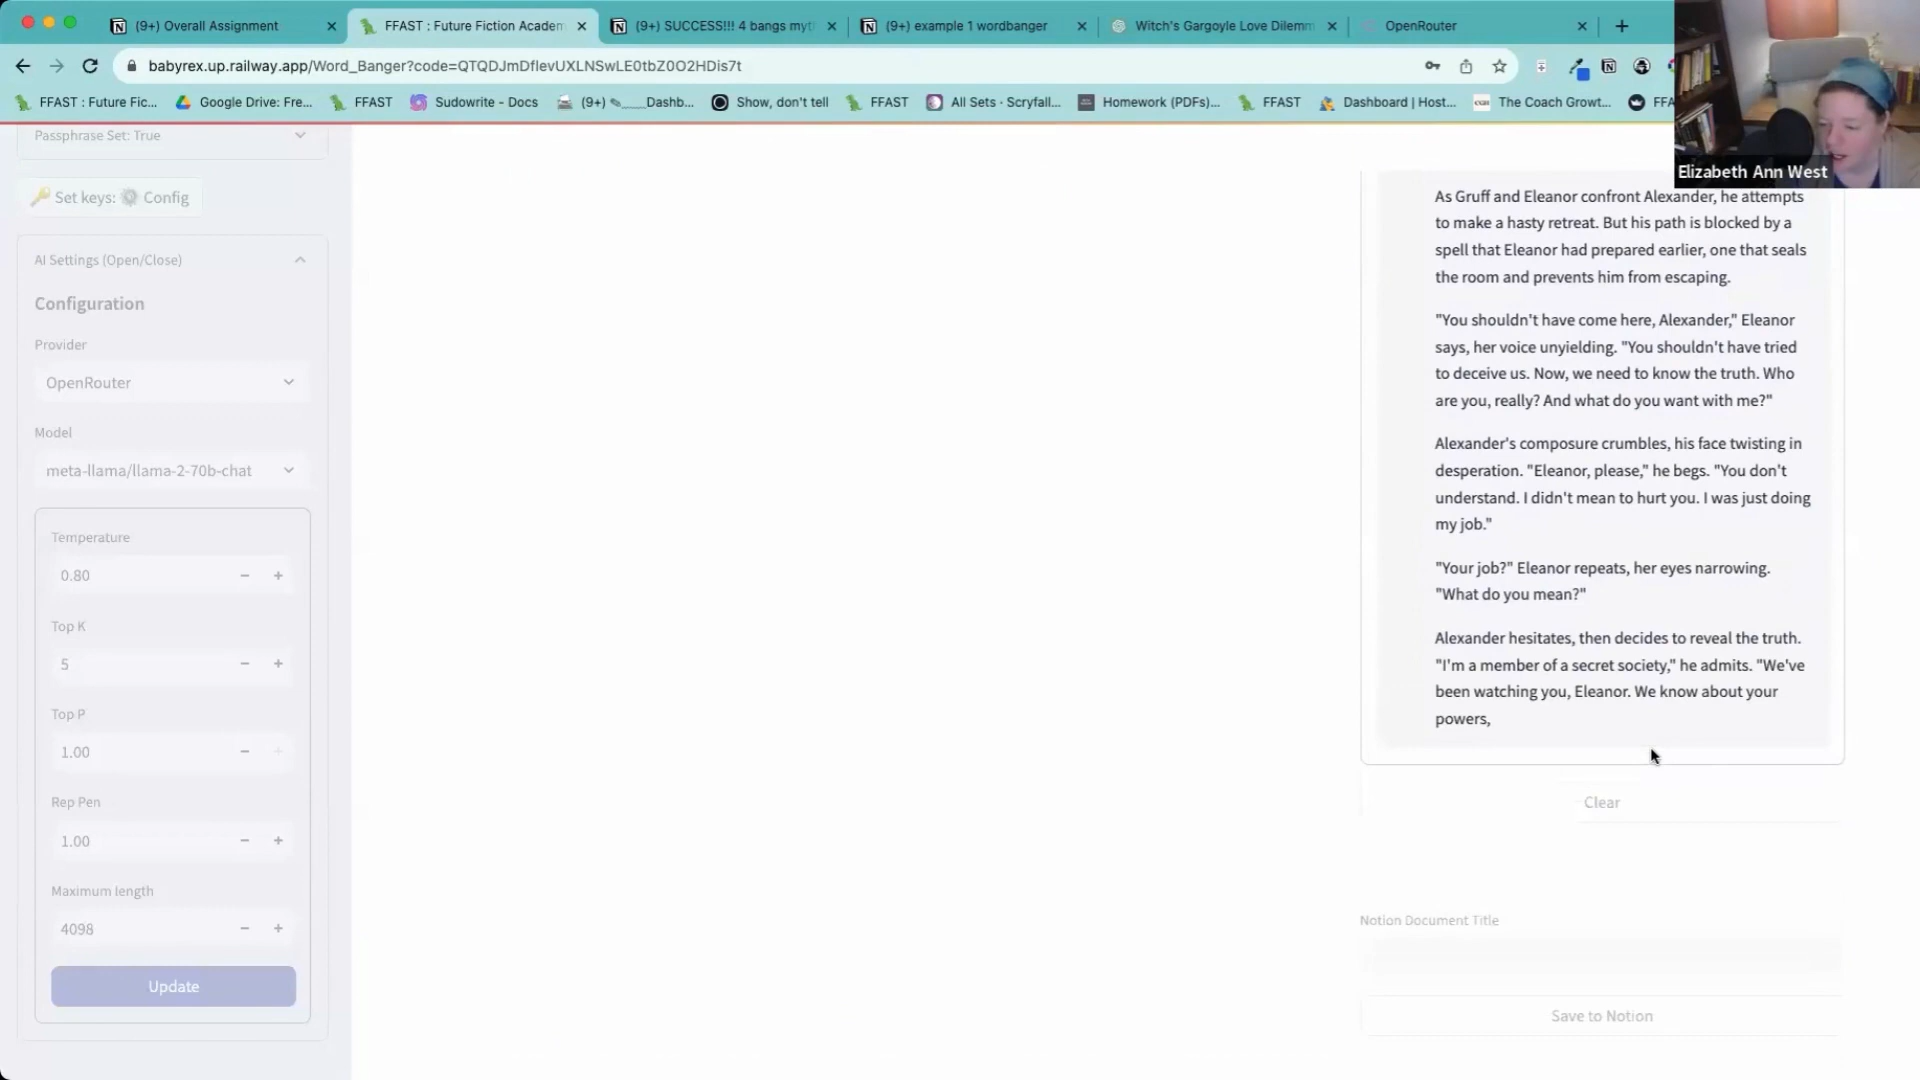 (9+) Overall Assignment
FFAST : Future Fiction Academ
(9+) SUCCESS!!! 4 bangs myt
(9+) example 1 wordbanger
Witch's Gargoyle Love Dilemm
OpenRouter
babyrex.up.railway.app/Word_Banger?code=QTQDJmDflevUXLNSwLE0tbZ0O2HDis7t
FFAST : Future Fic...
Google Drive: Fre...
FFAST
Sudowrite - Docs
(9+) ✎____Dashb...
Show, don't tell
FFAST
All Sets - Scryfall...
Homework (PDFs)...
FFAST
Dashboard | Host...
The Coach Growt...
FFA
Elizabeth Ann West
Passphrase Set: True
🔑 Set keys: ⚙️ Config
AI Settings (Open/Close)
Configuration
Provider
OpenRouter
Model
meta-llama/llama-2-70b-chat
Temperature
0.80
Top K
5
Top P
1.00
Rep Pen
1.00
Maximum length
4098
Update
As Gruff and Eleanor confront Alexander, he attempts
to make a hasty retreat. But his path is blocked by a
spell that Eleanor had prepared earlier, one that seals
the room and prevents him from escaping.
"You shouldn't have come here, Alexander," Eleanor
says, her voice unyielding. "You shouldn't have tried
to deceive us. Now, we need to know the truth. Who
are you, really? And what do you want with me?"
Alexander's composure crumbles, his face twisting in
desperation. "Eleanor, please," he begs. "You don't
understand. I didn't mean to hurt you. I was just doing
my job."
"Your job?" Eleanor repeats, her eyes narrowing.
"What do you mean?"
Alexander hesitates, then decides to reveal the truth.
"I'm a member of a secret society," he admits. "We've
been watching you, Eleanor. We know about your
powers,
Clear
Notion Document Title
Save to Notion